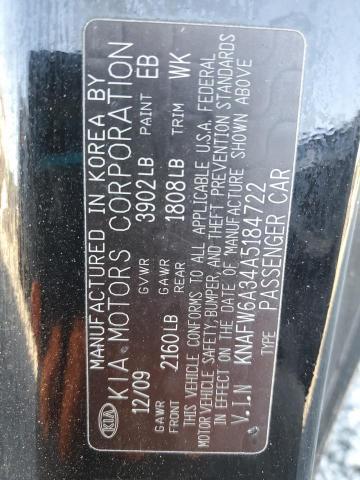 MANUFACTURED IN KOREA BY
KIA KIA MOTORS CORPORATION
12/09 GVWR 3902LB PAINT EB
GAWR FRONT 2160LB GAWR REAR 1808LB TRIM WK
THIS VEHICLE CONFORMS TO ALL APPLICABLE U.S.A. FEDERAL
MOTOR VEHICLE SAFETY, BUMPER, AND THEFT PREVENTION STANDARDS
IN EFFECT ON THE DATE OF MANUFACTURE SHOWN ABOVE
V.I.N KNAFW6A34A5184722
TYPE PASSENGER CAR